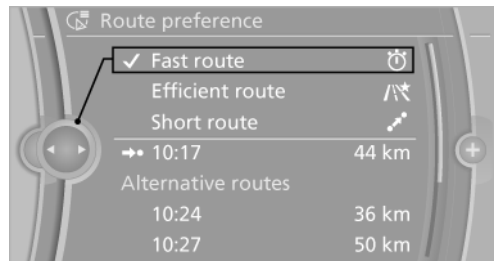 Route preference
✓ Fast route
Efficient route
Short route
10:17 44 km
Alternative routes
10:24 36 km
10:27 50 km